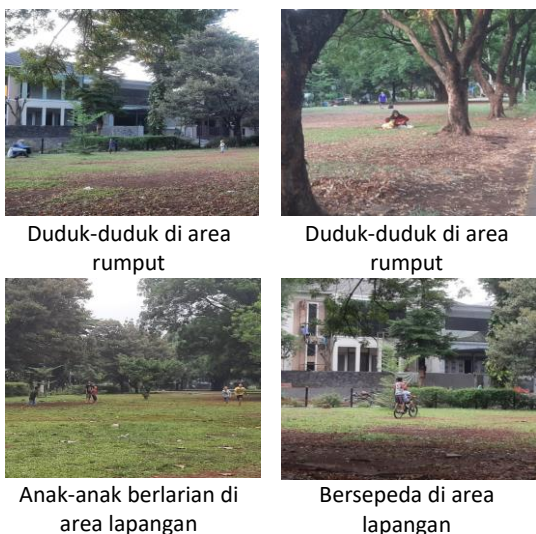 Duduk-duduk di area
rumput
Duduk-duduk di area
rumput
Anak-anak berlarian di
area lapangan
Bersepeda di area
lapangan